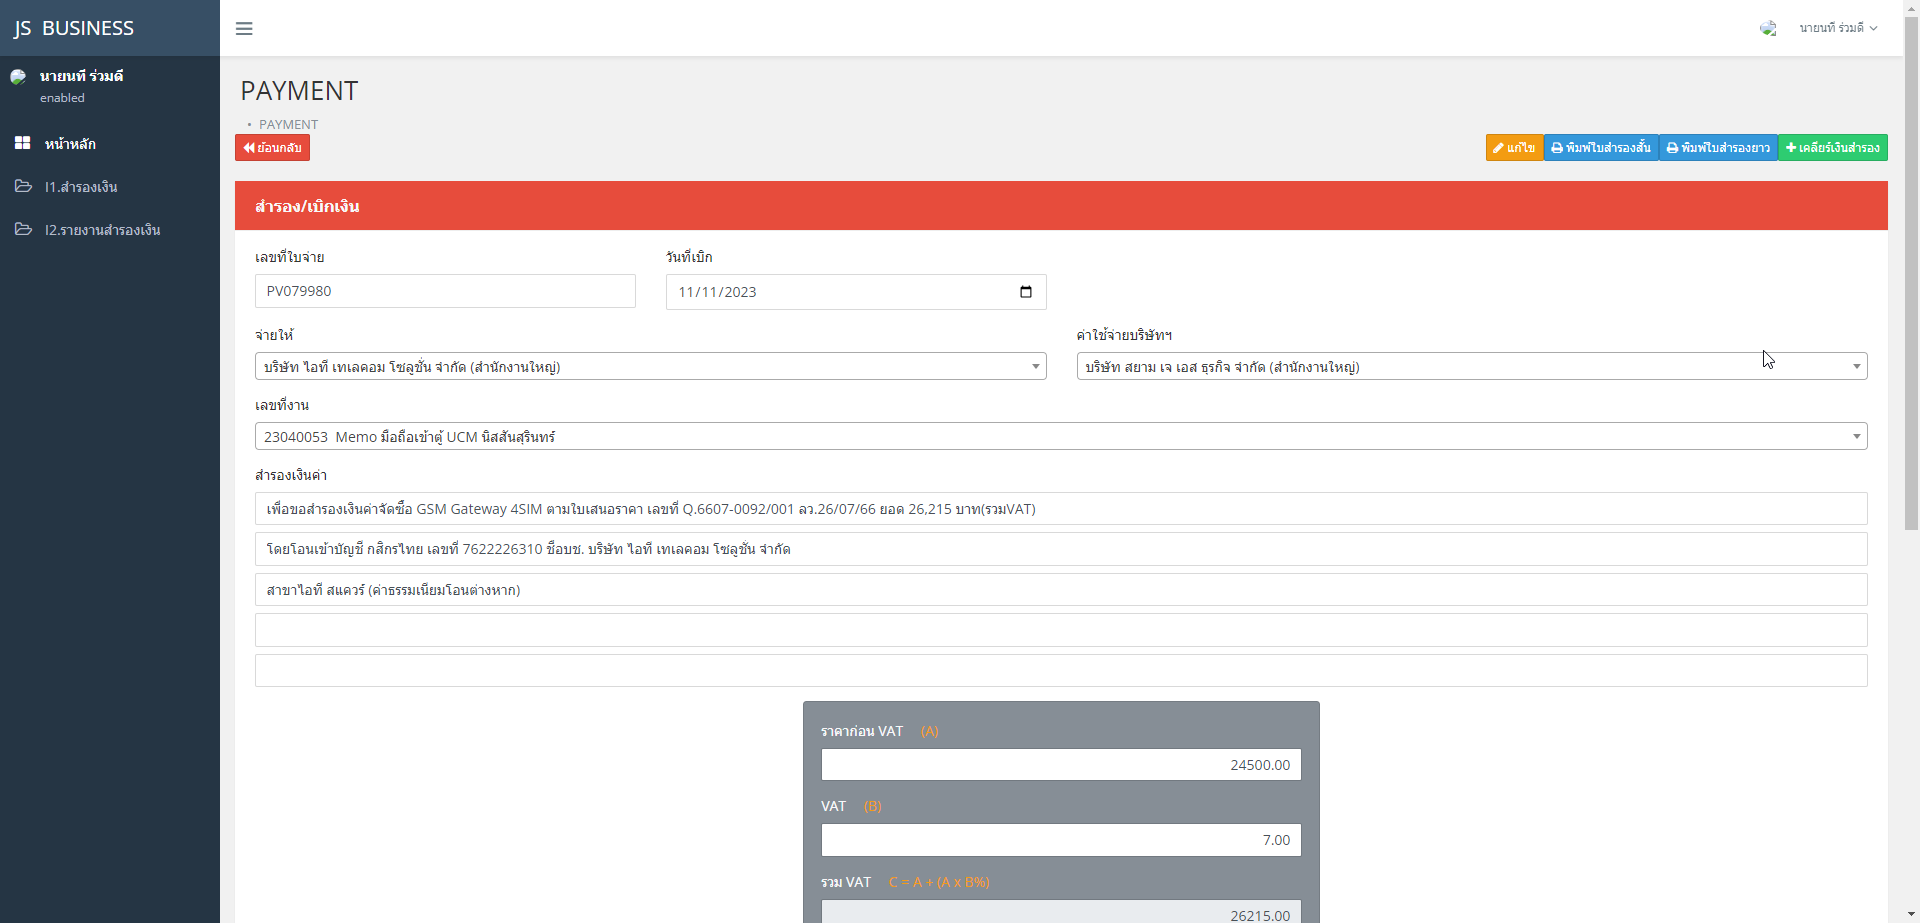 JS BUSINESS
นายนที ร่วมดี
นายนที ร่วมดี
enabled
หน้าหลัก
I1.สำรองเงิน
I2.รายงานสำรองเงิน
PAYMENT
• PAYMENT
ย้อนกลับ
แก้ไข
พิมพ์ใบสำรองสั้น
พิมพ์ใบสำรองยาว
เคลียร์เงินสำรอง
สำรอง/เบิกเงิน
เลขที่ใบจ่าย
วันที่เบิก
PV079980
11/11/2023
จ่ายให้
ค่าใช้จ่ายบริษัทฯ
บริษัท ไอที เทเลคอม โซลูชั่น จำกัด (สำนักงานใหญ่)
บริษัท สยาม เจ เอส ธุรกิจ จำกัด (สำนักงานใหญ่)
เลขที่งาน
23040053 Memo มือถือเข้าตู้ UCM นิสสันสุรินทร์
สำรองเงินค่า
เพื่อขอสำรองเงินค่าจัดซื้อ GSM Gateway 4SIM ตามใบเสนอราคา เลขที่ Q.6607-0092/001 ลว.26/07/66 ยอด 26,215 บาท(รวมVAT)
โดยโอนเข้าบัญชี กสิกรไทย เลขที่ 7622226310 ชื่อบช. บริษัท ไอที เทเลคอม โซลูชั่น จำกัด
สาขาไอที สแควร์ (ค่าธรรมเนียมโอนต่างหาก)
ราคาก่อน VAT (A)
24500.00
VAT (B)
7.00
รวม VAT C = A + (A x B%)
26215.00